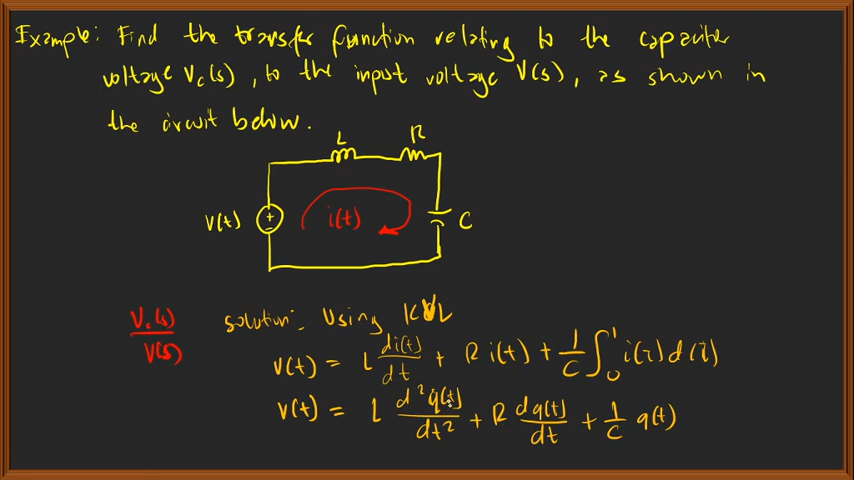 Example: Find the transfer function relating to the capacitor
voltage Vc(s), to the input voltage V(s), as shown in
the circuit below.
L R
V(t) + - i(t) C
Vc(s) / V(s)
solution: Using KVL
v(t) = L di(t)/dt + R i(t) + 1/C ∫₀¹ i(τ) d(τ)
v(t) = L d²q(t)/dt² + R dq(t)/dt + 1/C q(t)